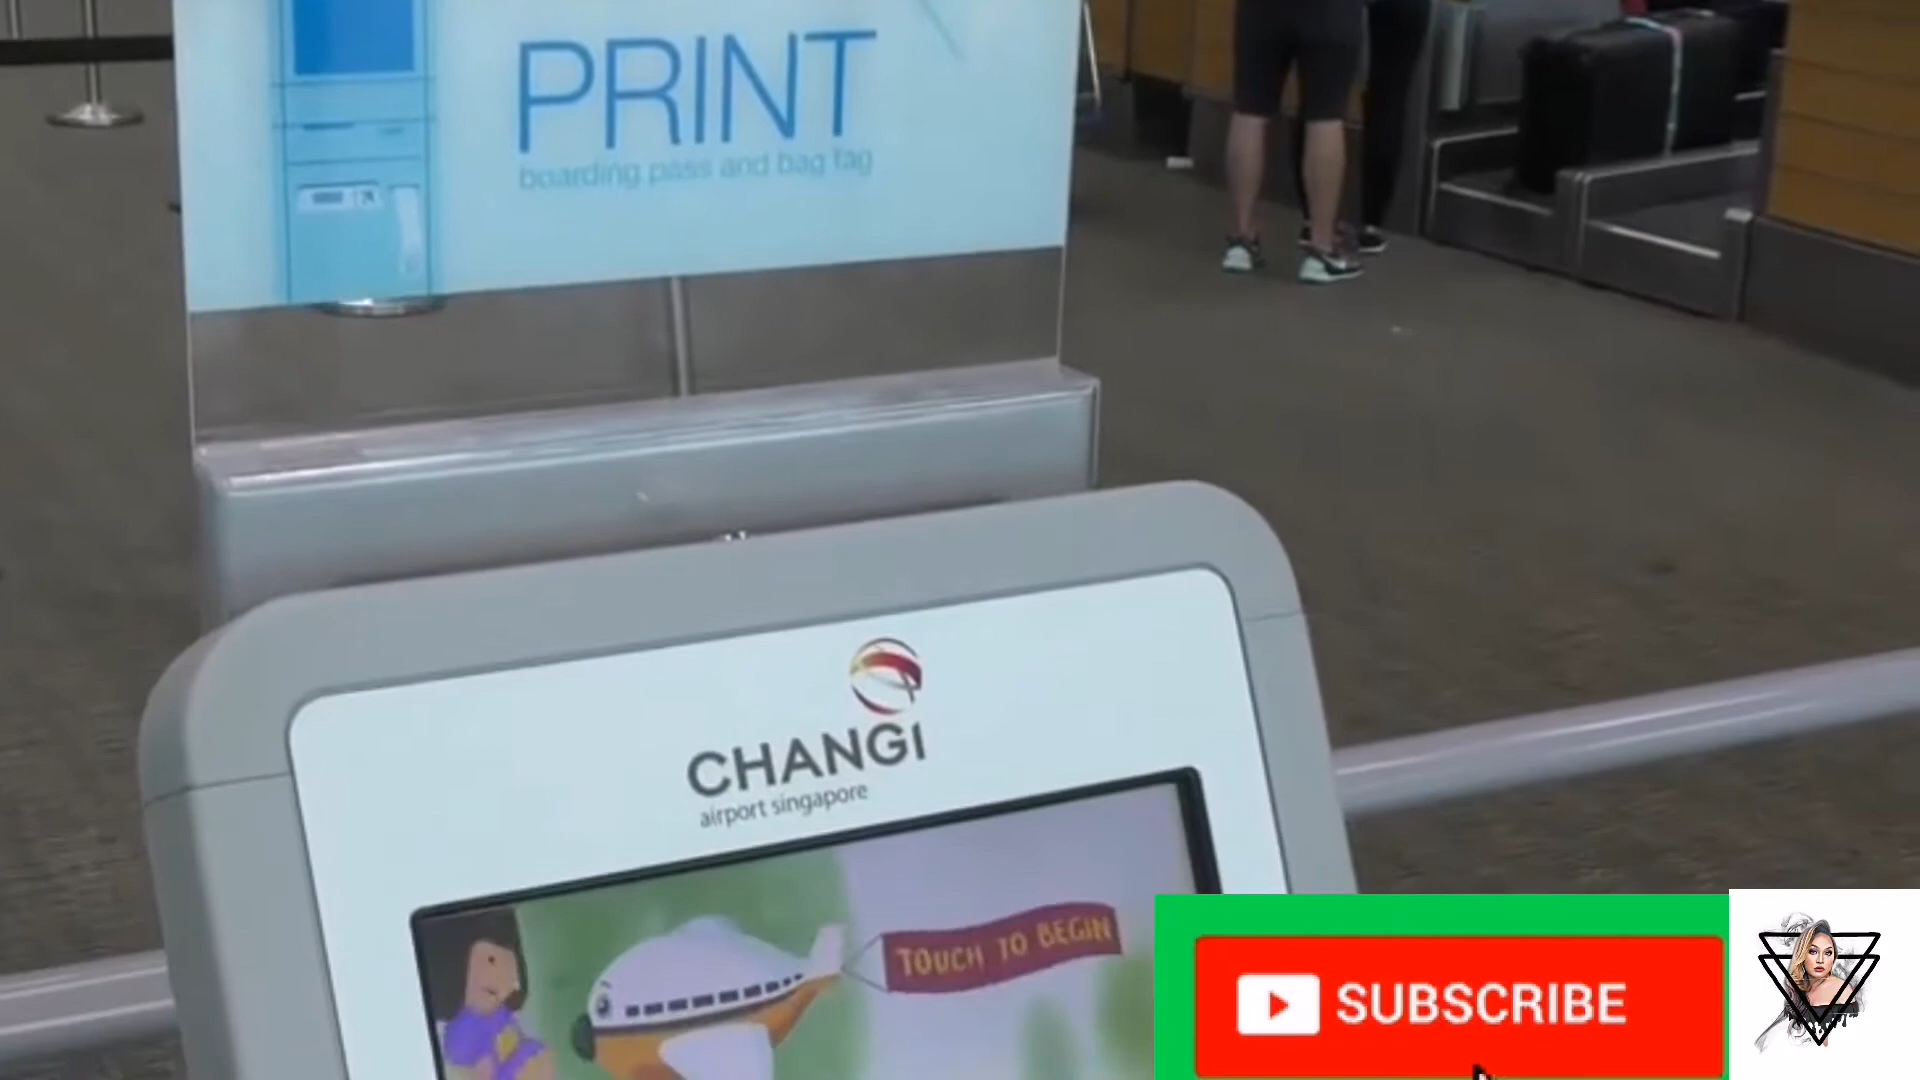 PRINT
boarding pass and bag tag
CHANGI
airport singapore
TOUCH TO BEGIN
SUBSCRIBE